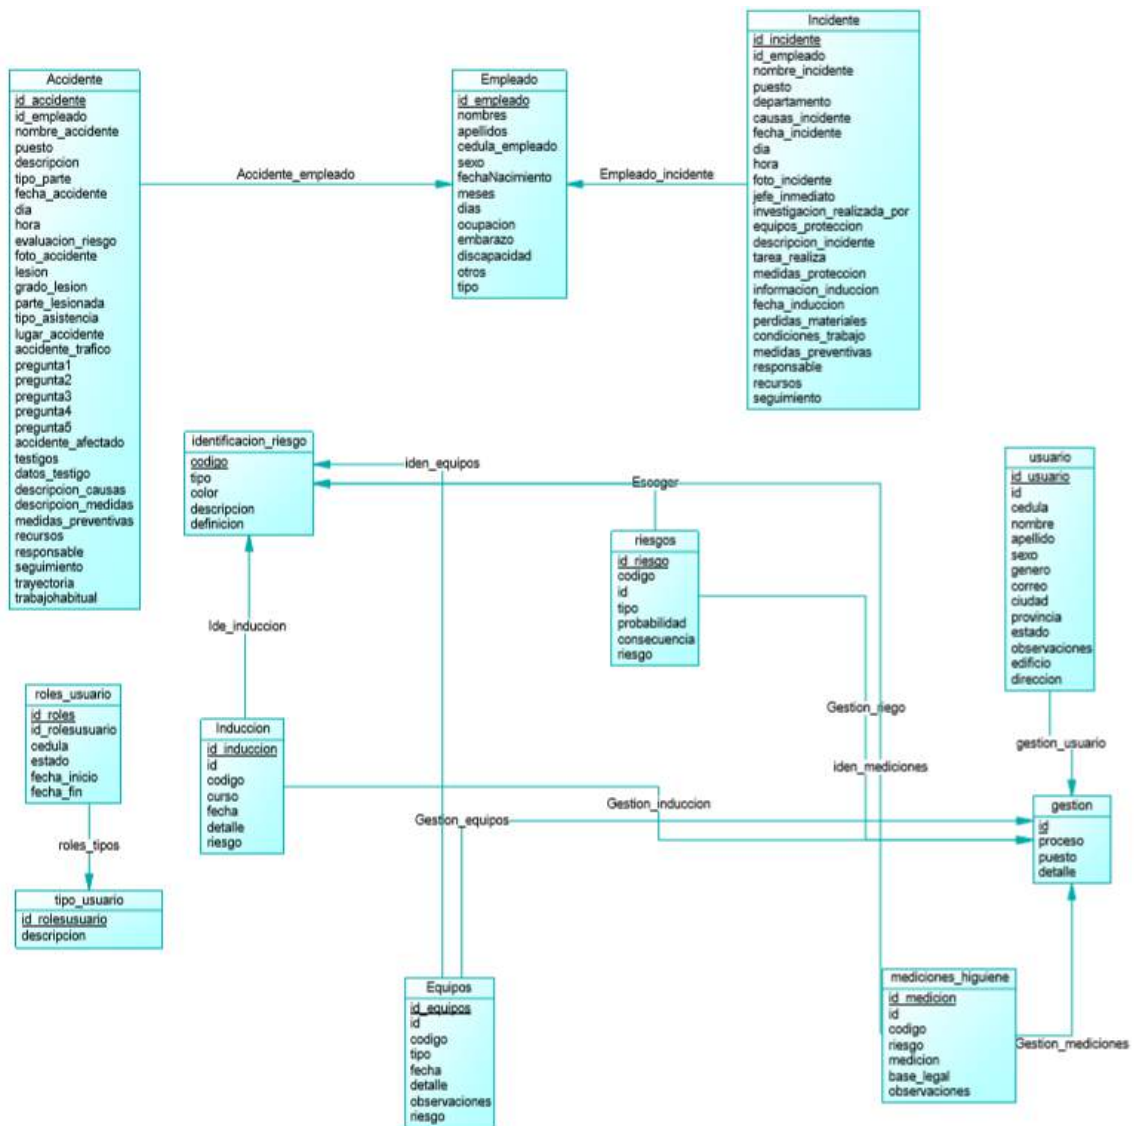 Accidente
id_accidente
id_empleado
nombre_accidente
puesto
descripcion
tipo_parte
fecha_accidente
dia
hora
evaluacion_riesgo
foto_accidente
lesion
grado_lesion
parte_lesionada
tipo_asistencia
lugar_accidente
accidente_trafico
pregunta1
pregunta2
pregunta3
pregunta4
pregunta5
accidente_afectado
testigos
datos_testigo
descripcion_causas
descripcion_medidas
medidas_preventivas
recursos
responsable
seguimiento
trayectoria
trabajohabitual
Accidente_empleado
Empleado
id_empleado
nombres
apellidos
cedula_empleado
sexo
fechaNacimiento
meses
dias
ocupacion
embarazo
discapacidad
otros
tipo
Empleado_incidente
Incidente
id_incidente
id_empleado
nombre_incidente
puesto
departamento
causas_incidente
fecha_incidente
dia
hora
foto_incidente
jefe_inmediato
investigacion_realizada_por
equipos_proteccion
descripcion_incidente
tarea_realiza
medidas_proteccion
informacion_induccion
fecha_induccion
perdidas_materiales
condiciones_trabajo
medidas_preventivas
responsable
recursos
seguimiento
identificacion_riesgo
codigo
tipo
color
descripcion
definicion
iden_equipos
Escoger
riesgos
id_riesgo
codigo
id
tipo
probabilidad
consecuencia
riesgo
usuario
id_usuario
id
cedula
nombre
apellido
sexo
genero
correo
ciudad
provincia
estado
observaciones
edificio
direccion
Ide_induccion
roles_usuario
id_roles
id_rolesusuario
cedula
estado
fecha_inicio
fecha_fin
Induccion
id_induccion
id
codigo
curso
fecha
detalle
riesgo
Gestion_riego
gestion_usuario
iden_mediciones
Gestion_induccion
Gestion_equipos
gestion
id
proceso
puesto
detalle
roles_tipos
tipo_usuario
id_rolesusuario
descripcion
Equipos
id_equipos
id
codigo
tipo
fecha
detalle
observaciones
riesgo
mediciones_higuiene
id_medicion
id
codigo
riesgo
medicion
base_legal
observaciones
Gestion_mediciones